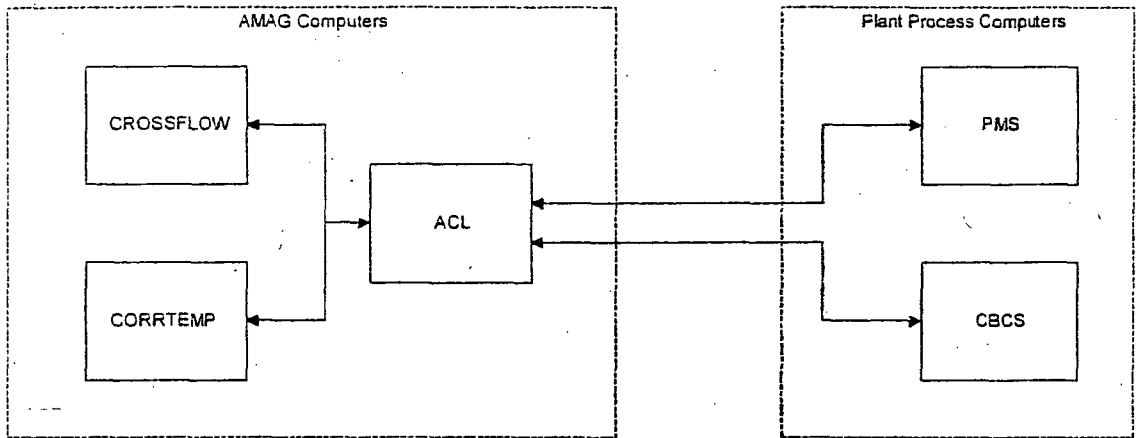 AMAG Computers
Plant Process Computers
CROSSFLOW
PMS
ACL
CORRTEMP
CBCS